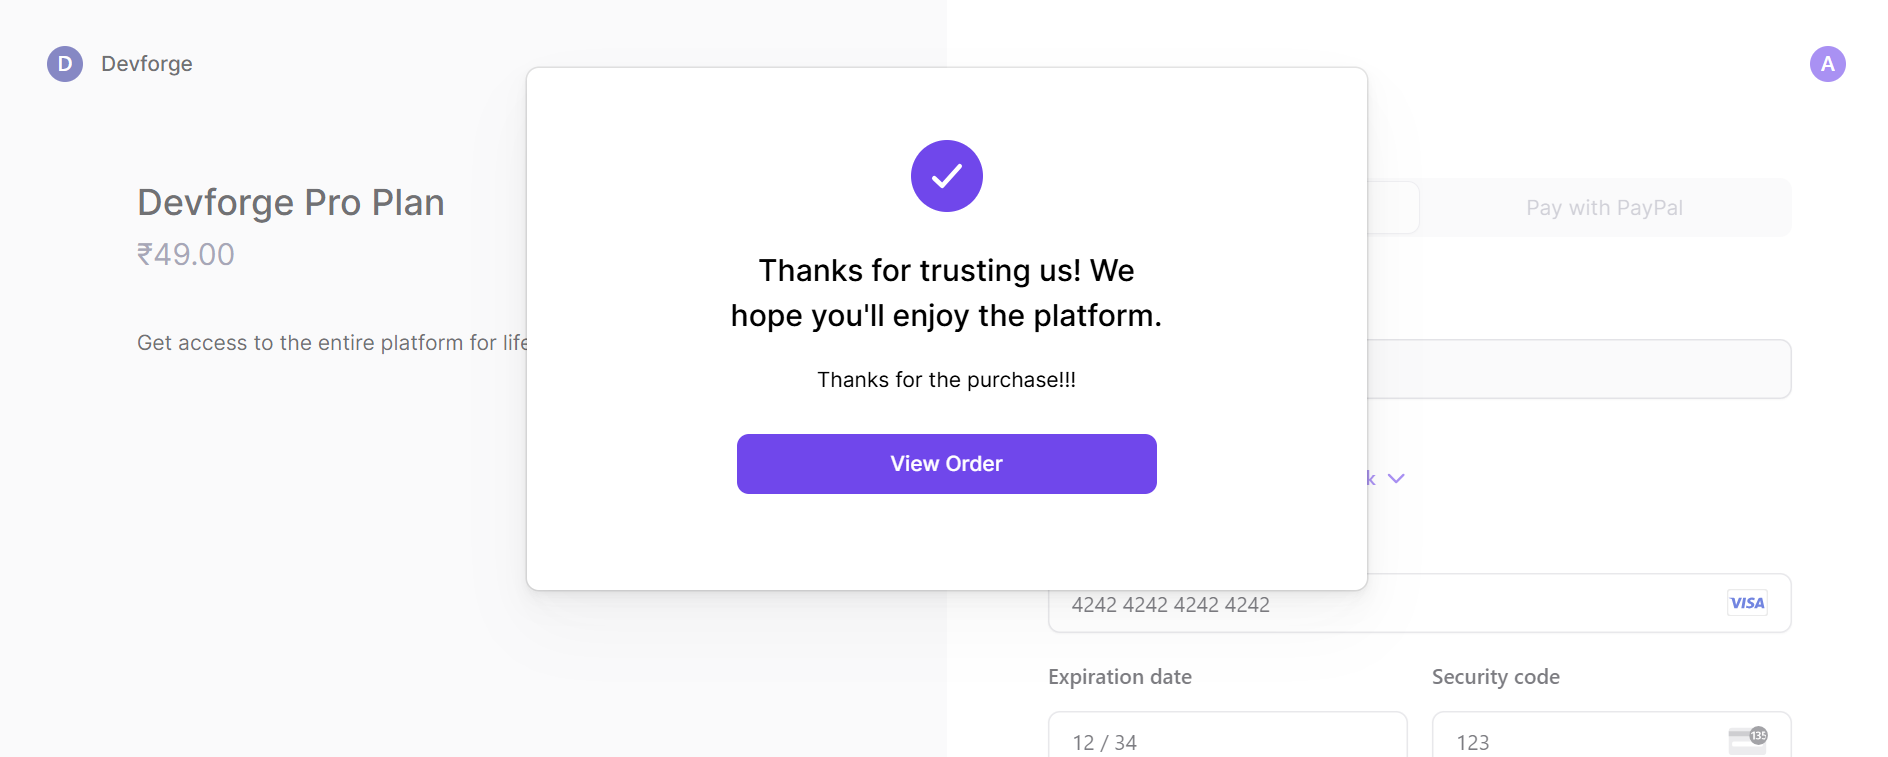 D Devforge
A
Devforge Pro Plan
₹49.00
Get access to the entire platform for life
Thanks for trusting us! We
hope you'll enjoy the platform.
Thanks for the purchase!!!
View Order
Pay with PayPal
k
4242 4242 4242 4242 VISA
Expiration date Security code
12 / 34 123 135